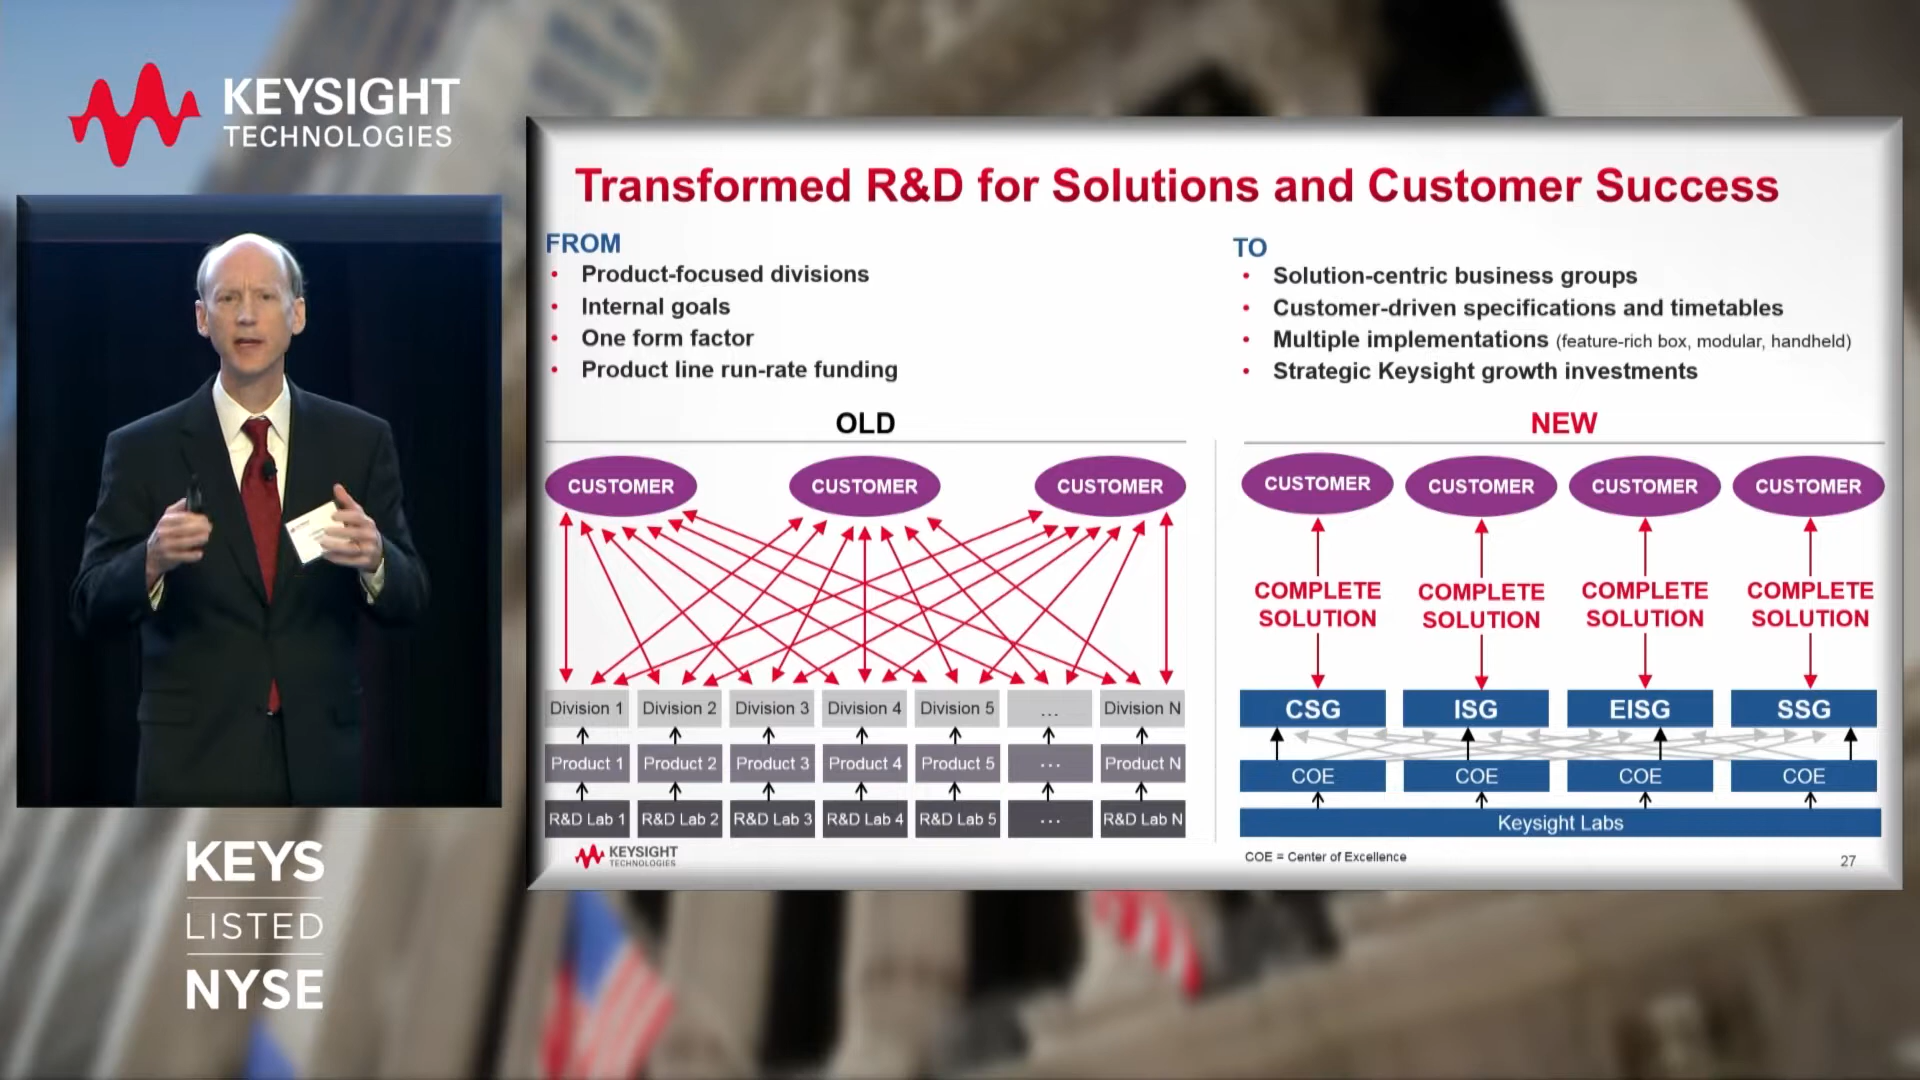 KEYSIGHT
TECHNOLOGIES
KEYS
LISTED
NYSE
Transformed R&D for Solutions and Customer Success
FROM
• Product-focused divisions
• Internal goals
• One form factor
• Product line run-rate funding
TO
• Solution-centric business groups
• Customer-driven specifications and timetables
• Multiple implementations (feature-rich box, modular, handheld)
• Strategic Keysight growth investments
OLD
CUSTOMER CUSTOMER CUSTOMER
Division 1 Division 2 Division 3 Division 4 Division 5 ... Division N
Product 1 Product 2 Product 3 Product 4 Product 5 ... Product N
R&D Lab 1 R&D Lab 2 R&D Lab 3 R&D Lab 4 R&D Lab 5 ... R&D Lab N
NEW
CUSTOMER CUSTOMER CUSTOMER CUSTOMER
COMPLETE COMPLETE COMPLETE COMPLETE
SOLUTION SOLUTION SOLUTION SOLUTION
CSG ISG EISG SSG
COE COE COE COE
Keysight Labs
KEYSIGHT
TECHNOLOGIES
COE = Center of Excellence
27